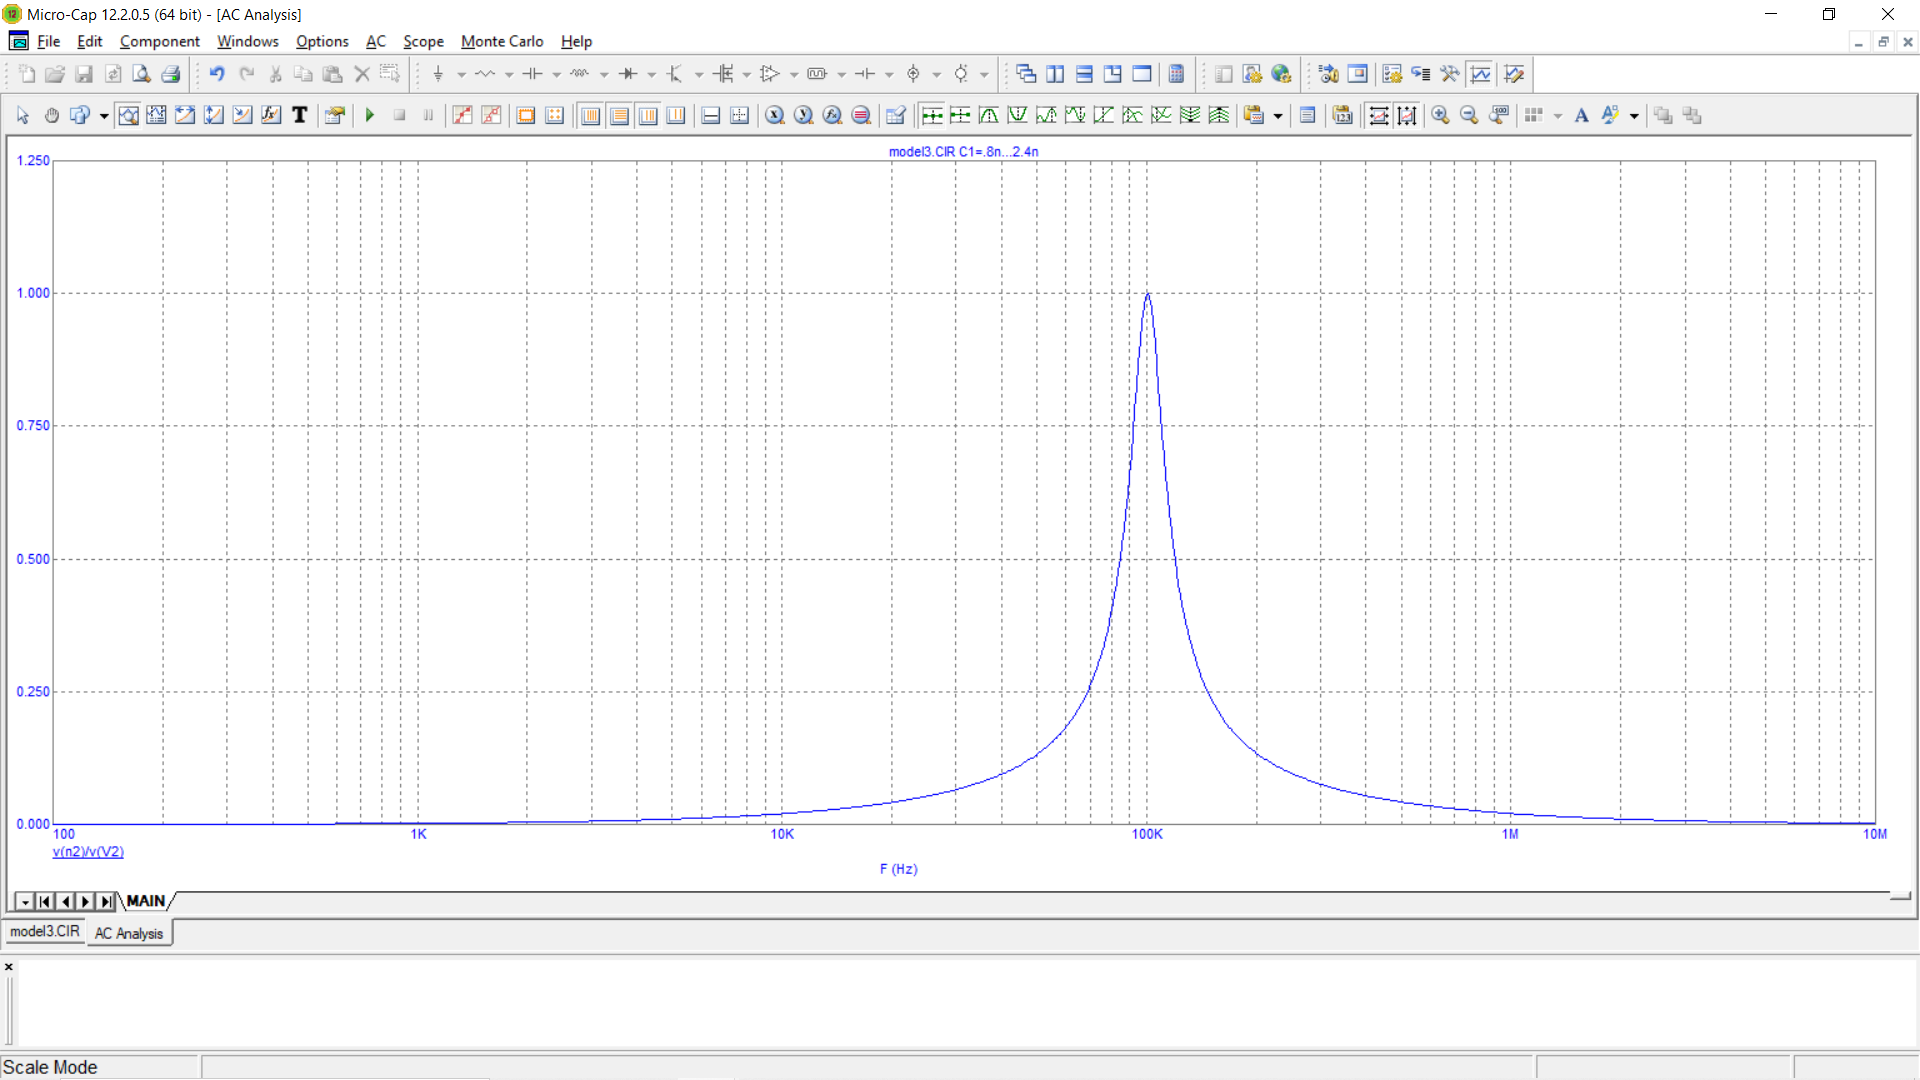 Micro-Cap 12.2.0.5 (64 bit) - [AC Analysis]
File Edit Component Windows Options AC Scope Monte Carlo Help
model3.CIR C1=.8n...2.4n
1.250
1.000
0.750
0.500
0.250
0.000
100 1K 10K 100K 1M 10M
v(n2)/v(V2)
F (Hz)
MAIN
model3.CIR AC Analysis
Scale Mode